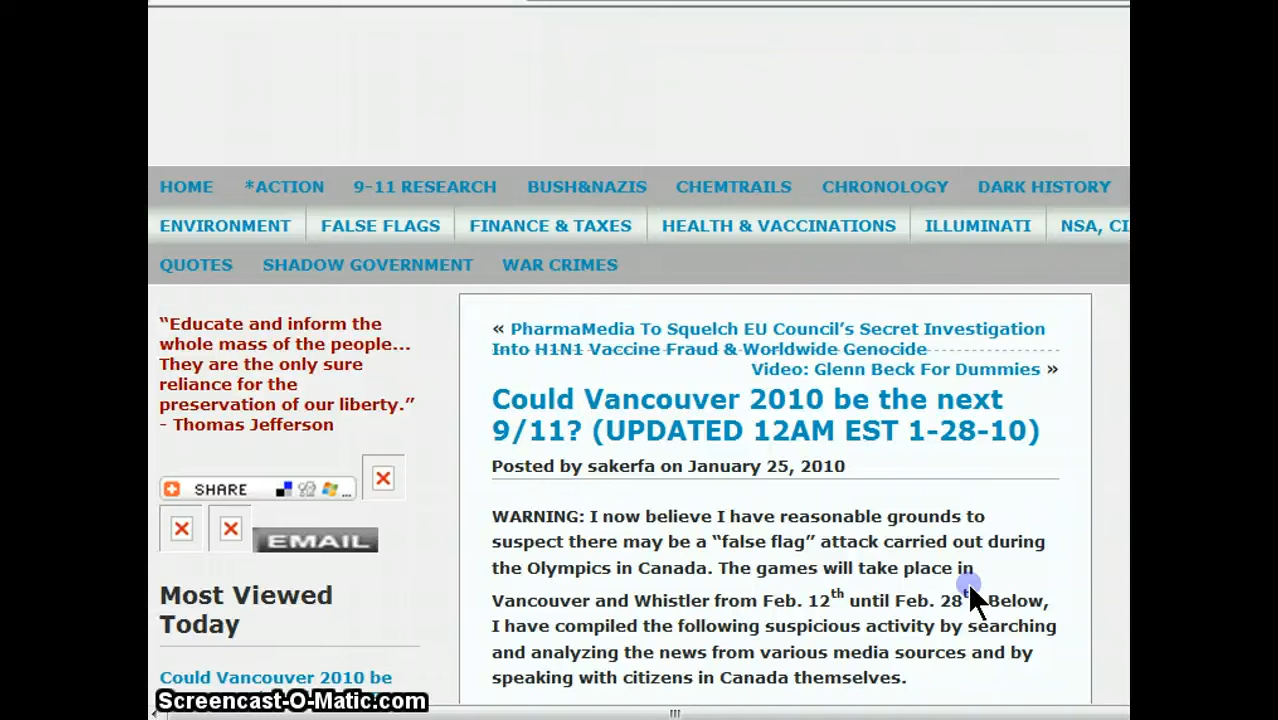 HOME *ACTION 9-11 RESEARCH BUSH&NAZIS CHEMTRAILS CHRONOLOGY DARK HISTORY
ENVIRONMENT FALSE FLAGS FINANCE & TAXES HEALTH & VACCINATIONS ILLUMINATI NSA, CI
QUOTES SHADOW GOVERNMENT WAR CRIMES
“Educate and inform the
whole mass of the people...
They are the only sure
reliance for the
preservation of our liberty.”
- Thomas Jefferson
SHARE
EMAIL
Most Viewed
Today
Could Vancouver 2010 be
« PharmaMedia To Squelch EU Council’s Secret Investigation
Into H1N1 Vaccine Fraud & Worldwide Genocide
Video: Glenn Beck For Dummies »
Could Vancouver 2010 be the next
9/11? (UPDATED 12AM EST 1-28-10)
Posted by sakerfa on January 25, 2010
WARNING: I now believe I have reasonable grounds to
suspect there may be a “false flag” attack carried out during
the Olympics in Canada. The games will take place in
Vancouver and Whistler from Feb. 12th until Feb. 28th Below,
I have compiled the following suspicious activity by searching
and analyzing the news from various media sources and by
speaking with citizens in Canada themselves.
Screencast-O-Matic.com